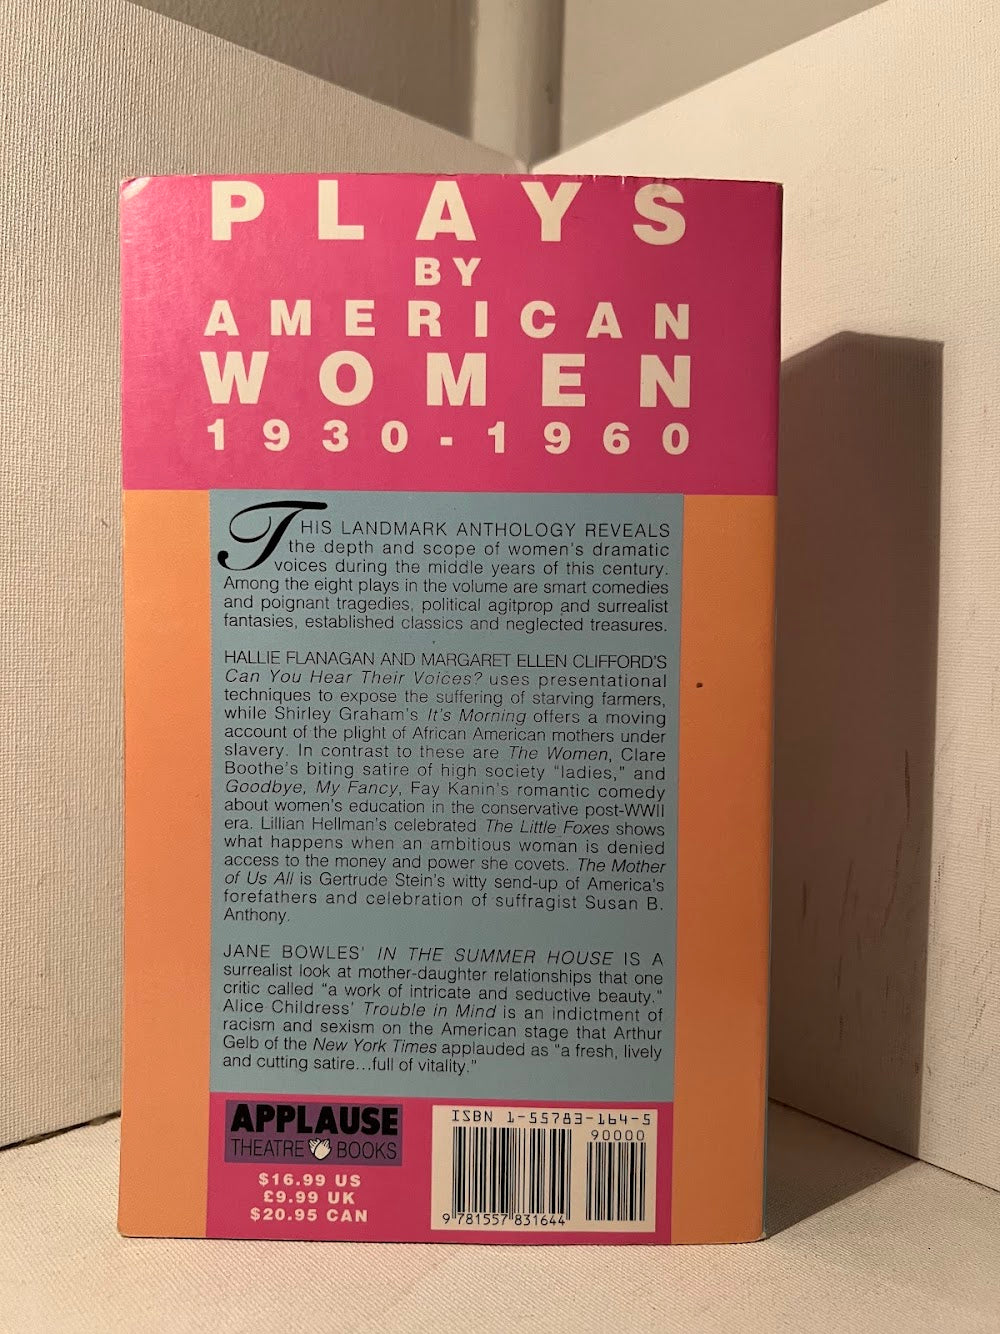 PLAYS
BY
AMERICAN
WOMEN
1930-1960
THIS LANDMARK ANTHOLOGY REVEALS
the depth and scope of women's dramatic
voices during the middle years of this century.
Among the eight plays in the volume are smart comedies
and poignant tragedies, political agitprop and surrealist
fantasies, established classics and neglected treasures.
HALLIE FLANAGAN AND MARGARET ELLEN CLIFFORD'S
Can You Hear Their Voices? uses presentational
techniques to expose the suffering of starving farmers,
while Shirley Graham's It's Morning offers a moving
account of the plight of African American mothers under
slavery. In contrast to these are The Women, Clare
Boothe's biting satire of high society "ladies," and
Goodbye, My Fancy, Fay Kanin's romantic comedy
about women's education in the conservative post-WWII
era. Lillian Hellman's celebrated The Little Foxes shows
what happens when an ambitious woman is denied
access to the money and power she covets. The Mother
of Us All is Gertrude Stein's witty send-up of America's
forefathers and celebration of suffragist Susan B.
Anthony.
JANE BOWLES' IN THE SUMMER HOUSE IS A
surrealist look at mother-daughter relationships that one
critic called "a work of intricate and seductive beauty."
Alice Childress' Trouble in Mind is an indictment of
racism and sexism on the American stage that Arthur
Gelb of the New York Times applauded as "a fresh, lively
and cutting satire...full of vitality."
APPLAUSE
THEATRE BOOKS
$16.99 US
£9.99 UK
$20.95 CAN
ISBN 1-55783-164-5
90000
9 781557 831644